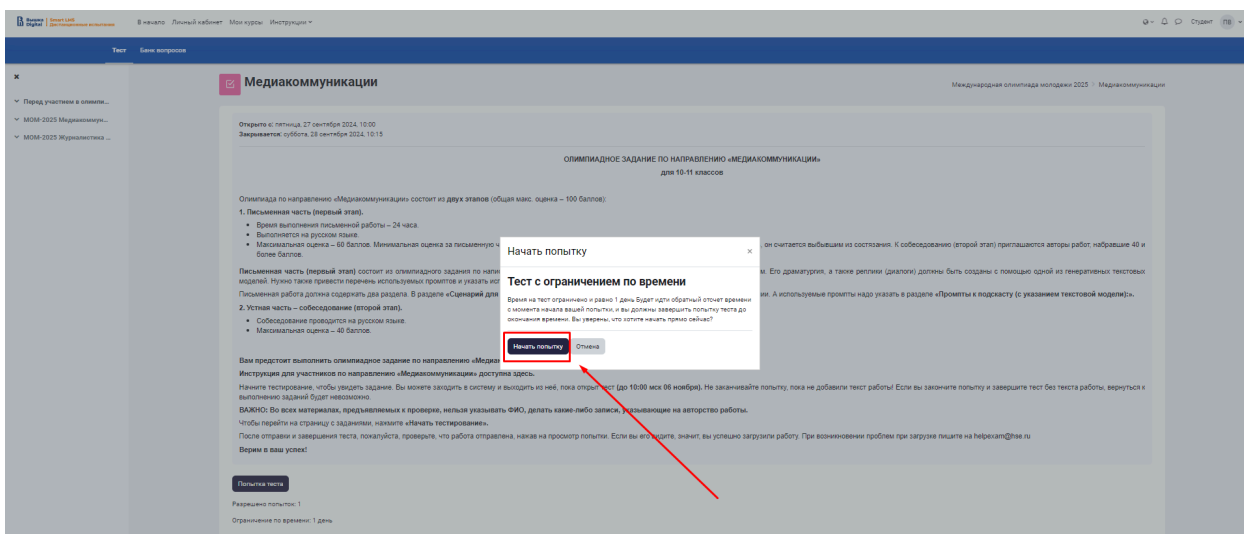 Вышка Digital Smart LMS Дистанционные испытания В начало Личный кабинет Мои курсы Инструкции Студент ПВ
Тест Банк вопросов
Медиакоммуникации
Международная олимпиада молодежи 2025 Медиакоммуникации
Перед участием в олимпи...
МОМ-2025 Медиакоммун...
МОМ-2025 Журналистика ...
Открыто с: пятница, 27 сентября 2024, 10:00
Закрывается: суббота, 28 сентября 2024, 10:15
ОЛИМПИАДНОЕ ЗАДАНИЕ ПО НАПРАВЛЕНИЮ «МЕДИАКОММУНИКАЦИИ»
для 10-11 классов
Олимпиада по направлению «Медиакоммуникации» состоит из двух этапов (общая макс. оценка – 100 баллов):
1. Письменная часть (первый этап).
Время выполнения письменной работы – 24 часа.
Выполняется на русском языке.
Максимальная оценка – 60 баллов. Минимальная оценка за письменную ч , он считается выбывшим из состязания. К собеседованию (второй этап) приглашаются авторы работ, набравшие 40 и
более баллов.
Письменная часть (первый этап) состоит из олимпиадного задания по напи м. Его драматургия, а также реплики (диалоги) должны быть созданы с помощью одной из генеративных текстовых
моделей. Нужно также привести перечень используемых промптов и указать ис
Письменная работа должна содержать два раздела. В разделе «Сценарий для ии. А используемые промпты надо указать в разделе «Промпты к подкасту (с указанием текстовой модели):».
2. Устная часть – собеседование (второй этап).
Собеседование проводится на русском языке.
Максимальная оценка – 40 баллов.
Вам предстоит выполнить олимпиадное задание по направлению «Медиак
Инструкция для участников по направлению «Медиакоммуникации» доступна здесь.
Начните тестирование, чтобы увидеть задание. Вы можете заходить в систему и выходить из неё, пока открыт тест (до 10:00 мск 06 ноября). Не заканчивайте попытку, пока не добавили текст работы! Если вы закончите попытку и завершите тест без текста работы, вернуться к
выполнению заданий будет невозможно.
ВАЖНО: Во всех материалах, предъявляемых к проверке, нельзя указывать ФИО, делать какие-либо записи, указывающие на авторство работы.
Чтобы перейти на страницу с заданиями, нажмите «Начать тестирование».
После отправки и завершения теста, пожалуйста, проверьте, что работа отправлена, нажав на просмотр попытки. Если вы его видите, значит, вы успешно загрузили работу. При возникновении проблем при загрузке пишите на helpexam@hse.ru
Верим в ваш успех!
Попытка теста
Разрешено попыток: 1
Ограничение по времени: 1 день
Начать попытку ×
Тест с ограничением по времени
Время на тест ограничено и равно 1 день Будет идти обратный отсчет времени
с момента начала вашей попытки, и вы должны завершить попытку теста до
окончания времени. Вы уверены, что хотите начать прямо сейчас?
Начать попытку Отмена